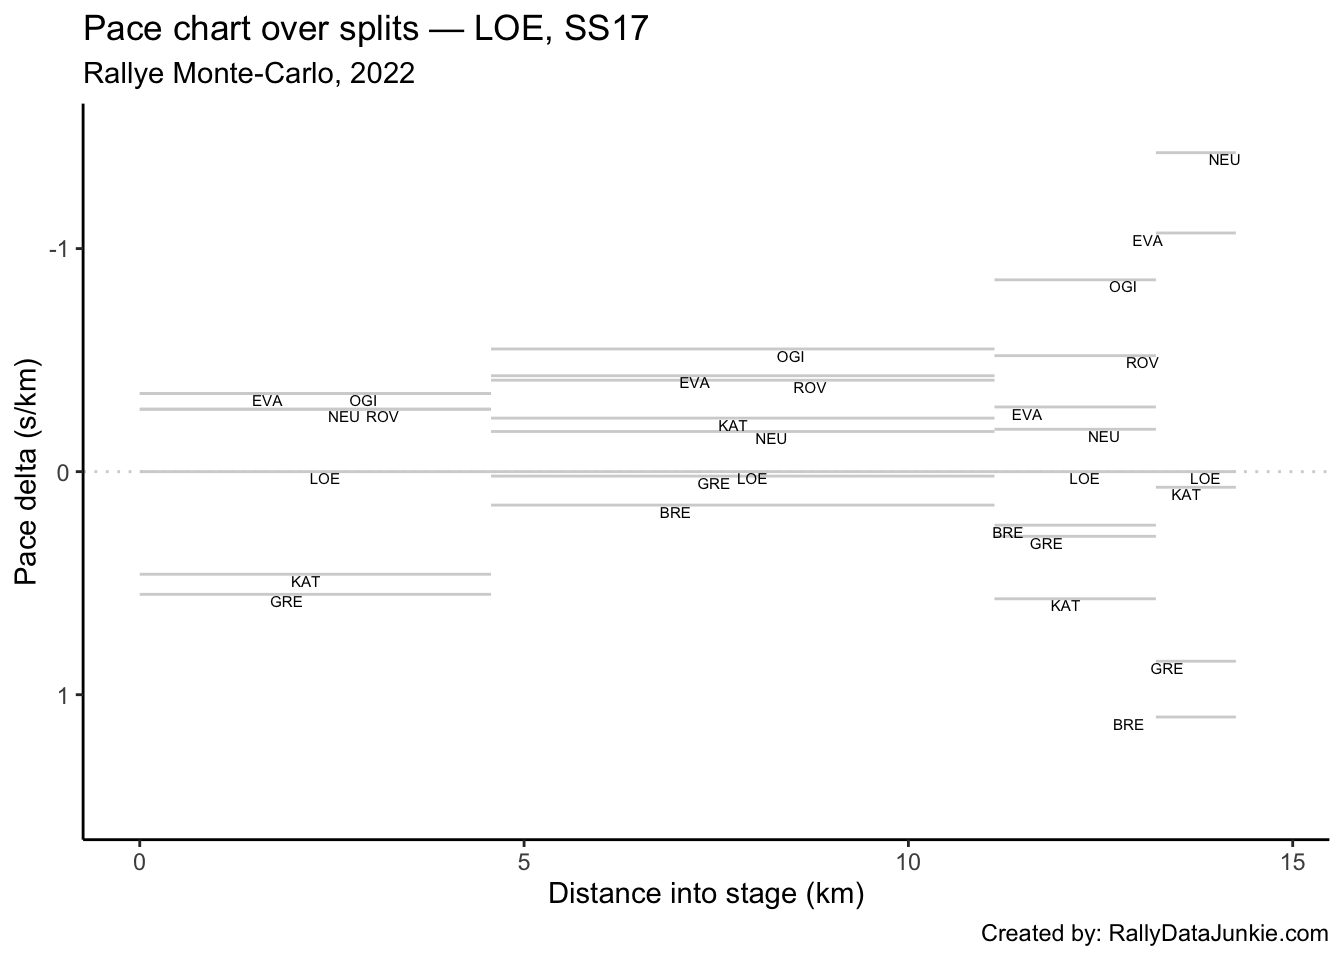 Pace chart over splits — LOE, SS17
Rallye Monte-Carlo, 2022
NEU
-1
EVA
OGI
OGI
ROV
EVA
ROV
EVA OGI
EVA
NEU ROV
KAT
NEU
NEU
0
LOE
GRE LOE
LOE
LOE
KAT
BRE
BRE
GRE
KAT
GRE
KAT
GRE
1
BRE
Pace delta (s/km)
0 5 10 15
Distance into stage (km)
Created by: RallyDataJunkie.com